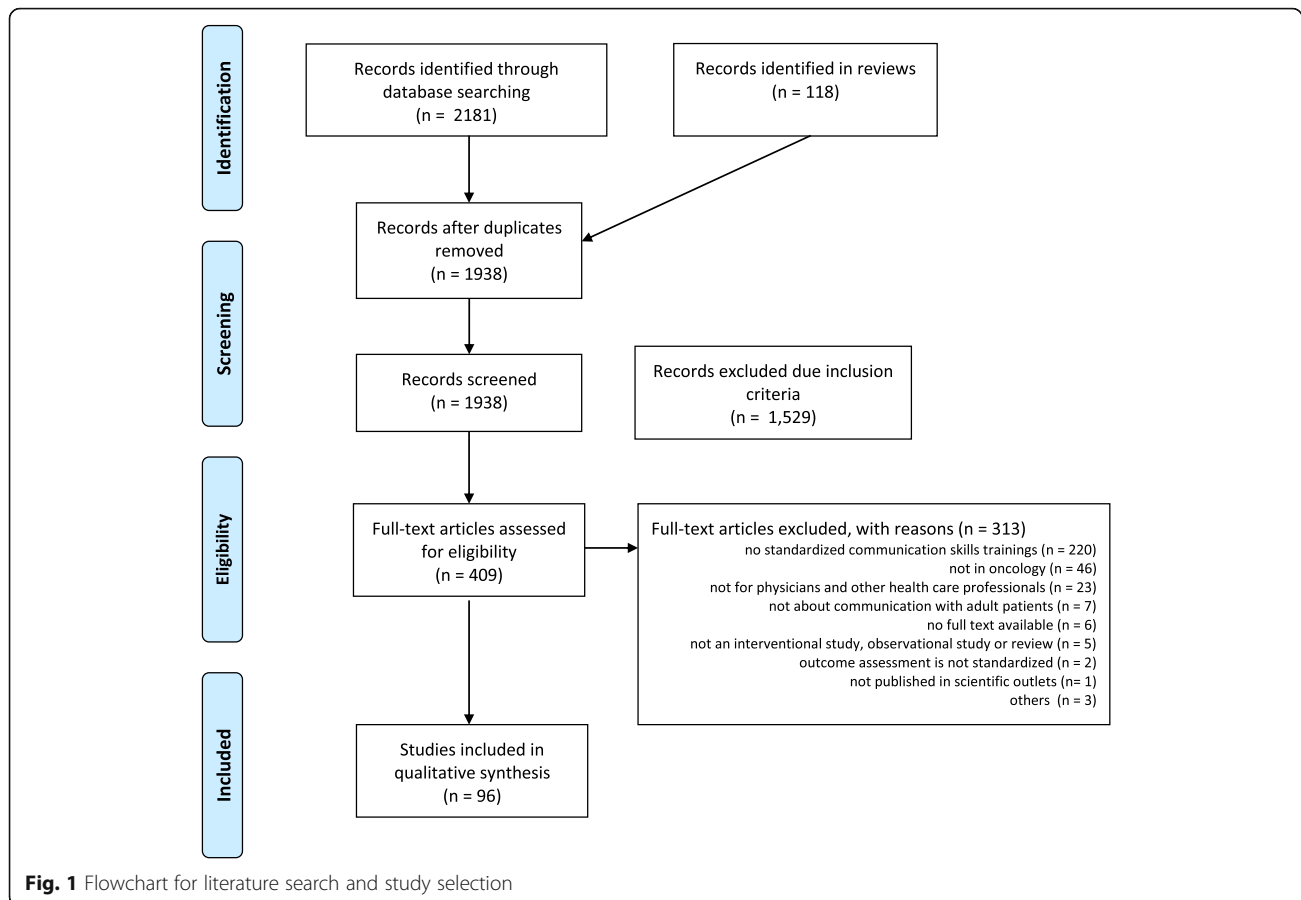 Identification
Records identified through
database searching
(n = 2181)
Records identified in reviews
(n = 118)
Records after duplicates
removed
(n = 1938)
Screening
Records screened
(n = 1938)
Records excluded due inclusion
criteria
(n = 1,529)
Eligibility
Full-text articles assessed
for eligibility
(n = 409)
Full-text articles excluded, with reasons (n = 313)
no standardized communication skills trainings (n = 220)
not in oncology (n = 46)
not for physicians and other health care professionals (n = 23)
not about communication with adult patients (n = 7)
no full text available (n = 6)
not an interventional study, observational study or review (n = 5)
outcome assessment is not standardized (n = 2)
not published in scientific outlets (n= 1)
others (n = 3)
Included
Studies included in
qualitative synthesis
(n = 96)
Fig. 1 Flowchart for literature search and study selection